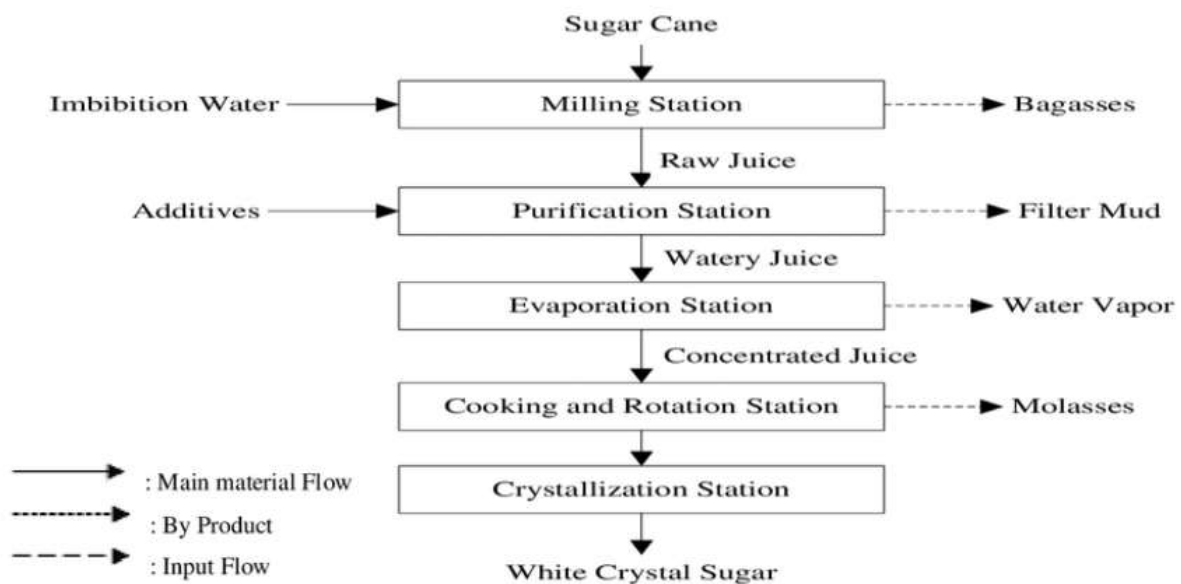 Sugar Cane
Imbibition Water
Milling Station
Bagasses
Raw Juice
Additives
Purification Station
Filter Mud
Watery Juice
Evaporation Station
Water Vapor
Concentrated Juice
Cooking and Rotation Station
Molasses
Crystallization Station
: Main material Flow
: By Product
: Input Flow
White Crystal Sugar